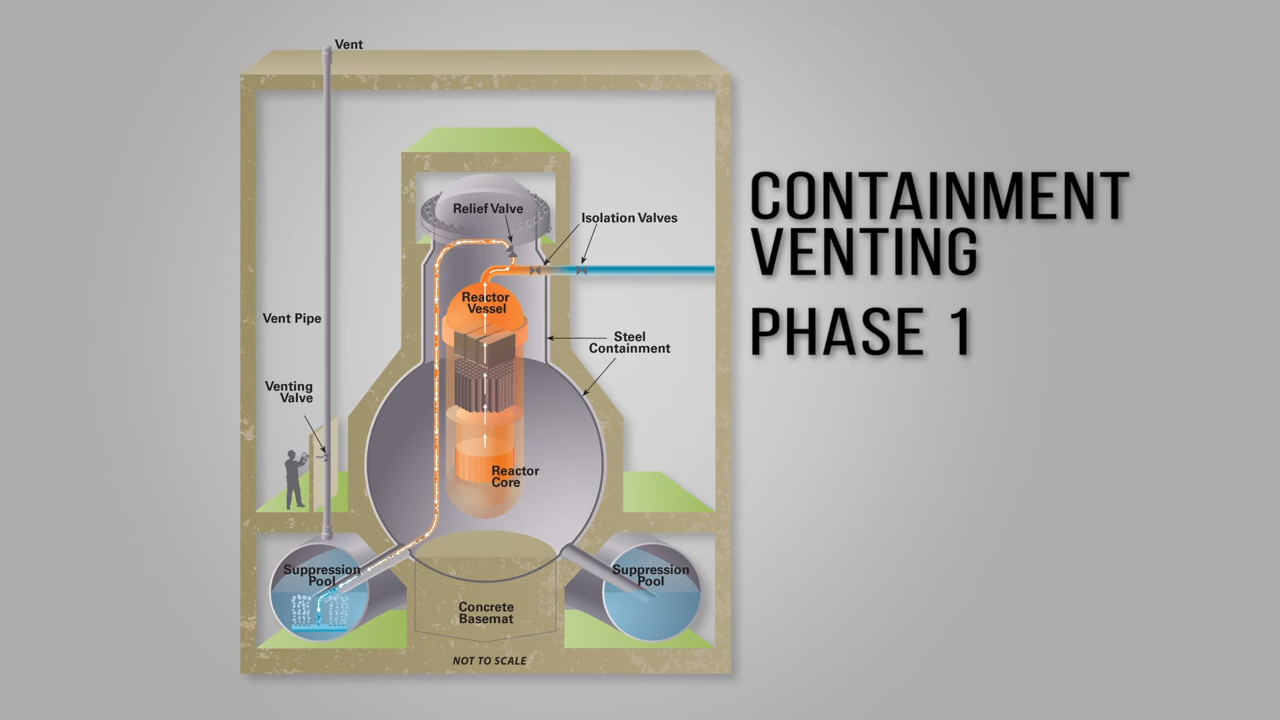 Vent
CONTAINMENT
VENTING
PHASE 1
Relief Valve
Isolation Valves
Reactor
Vessel
Vent Pipe
Steel
Containment
Venting
Valve
Reactor
Core
Suppression
Pool
Suppression
Pool
Concrete
Basemat
NOT TO SCALE